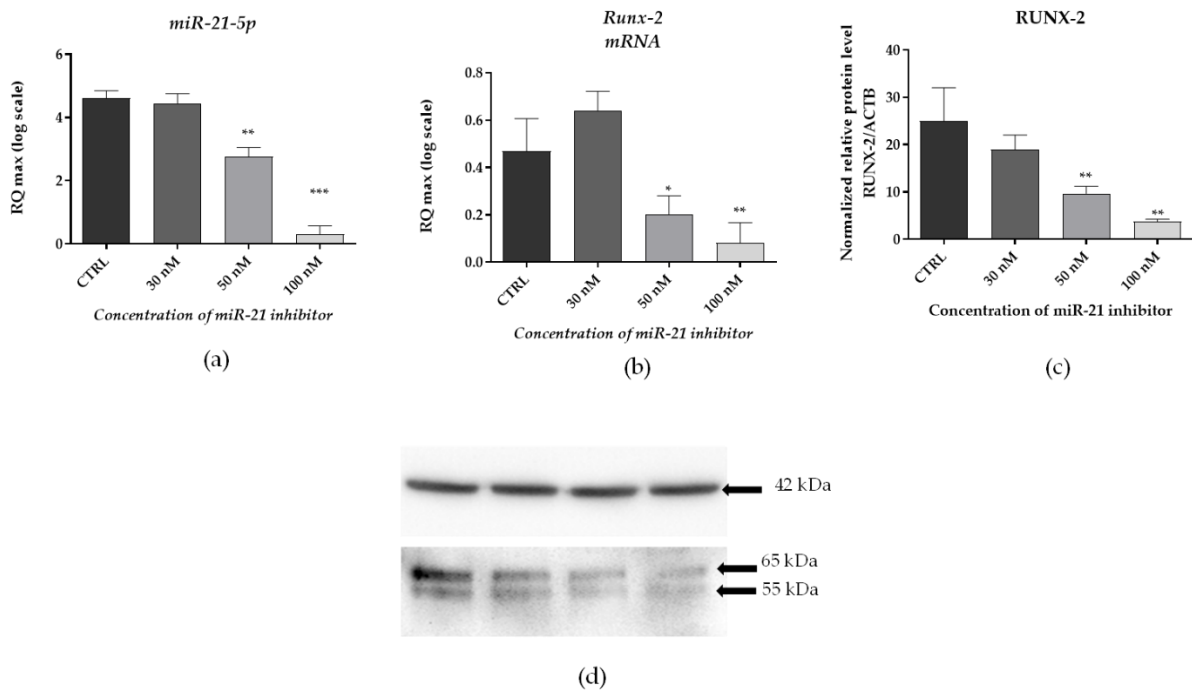 miR-21-5p
RQ max (log scale)
6
4
2
0
**
***
CTRL
30 nM
50 nM
100 nM
Concentration of miR-21 inhibitor
(a)
Runx-2
mRNA
RQ max (log scale)
0.8
0.6
0.4
0.2
0.0
*
**
CTRL
30 nM
50 nM
100 nM
Concentration of miR-21 inhibitor
(b)
RUNX-2
Normalized relative protein level
RUNX-2/ACTB
40
30
20
10
0
**
**
CTRL
30 nM
50 nM
100 nM
Concentration of miR-21 inhibitor
(c)
42 kDa
65 kDa
55 kDa
(d)